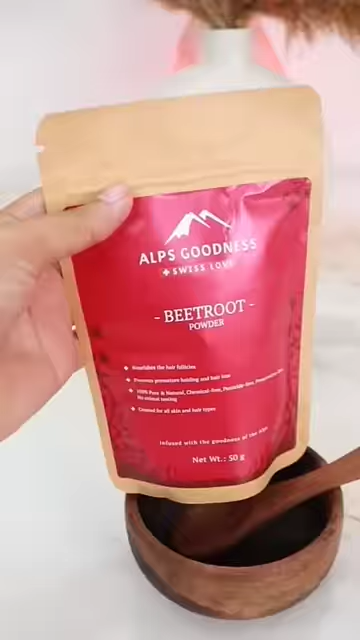 ALPS GOODNESS
SWISS LOVE
- BEETROOT -
POWDER
Nourishes the hair follicles
Prevents premature balding and hair loss
100% Pure & Natural, Chemical-free, Pesticide-free, Preservative-free
No animal testing
Created for all skin and hair types
Infused with the goodness of the alps
Net Wt.: 50 g